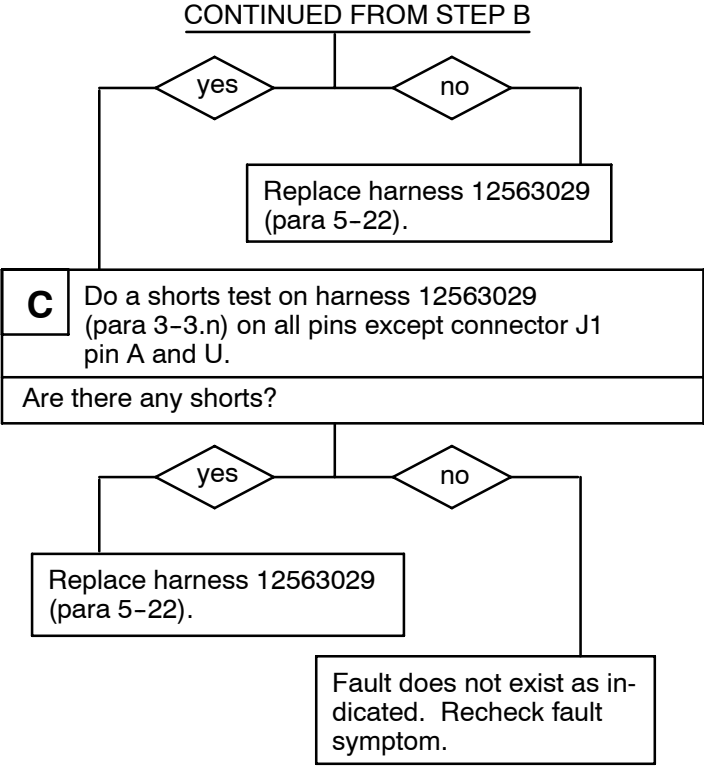 CONTINUED FROM STEP B
yes
no
Replace harness 12563029
(para 5-22).
C
Do a shorts test on harness 12563029
(para 3-3.n) on all pins except connector J1
pin A and U.
Are there any shorts?
yes
no
Replace harness 12563029
(para 5-22).
Fault does not exist as in-
dicated.  Recheck fault
symptom.